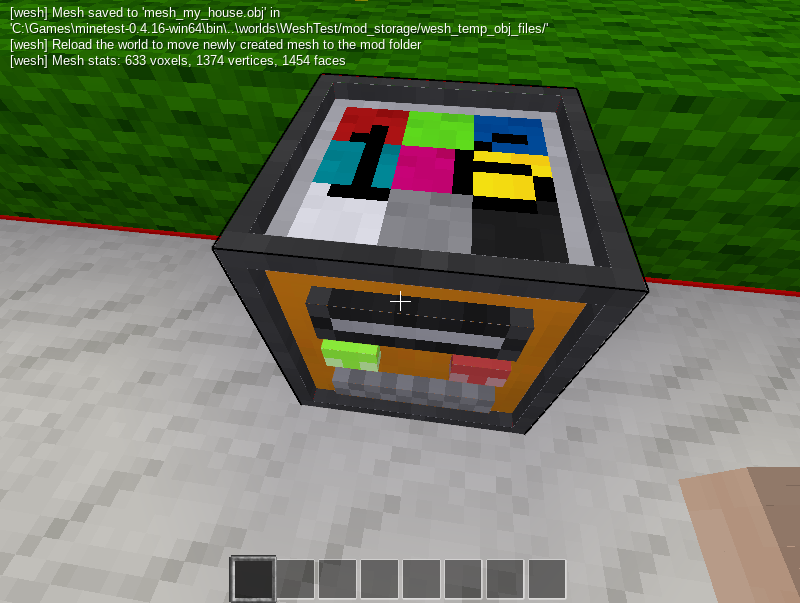 [wesh] Mesh saved to 'mesh_my_house.obj' in
'C:\Games\minetest-0.4.16-win64\bin\..\worlds\WeshTest/mod_storage/wesh_temp_obj_files/'
[wesh] Reload the world to move newly created mesh to the mod folder
[wesh] Mesh stats: 633 voxels, 1374 vertices, 1454 faces